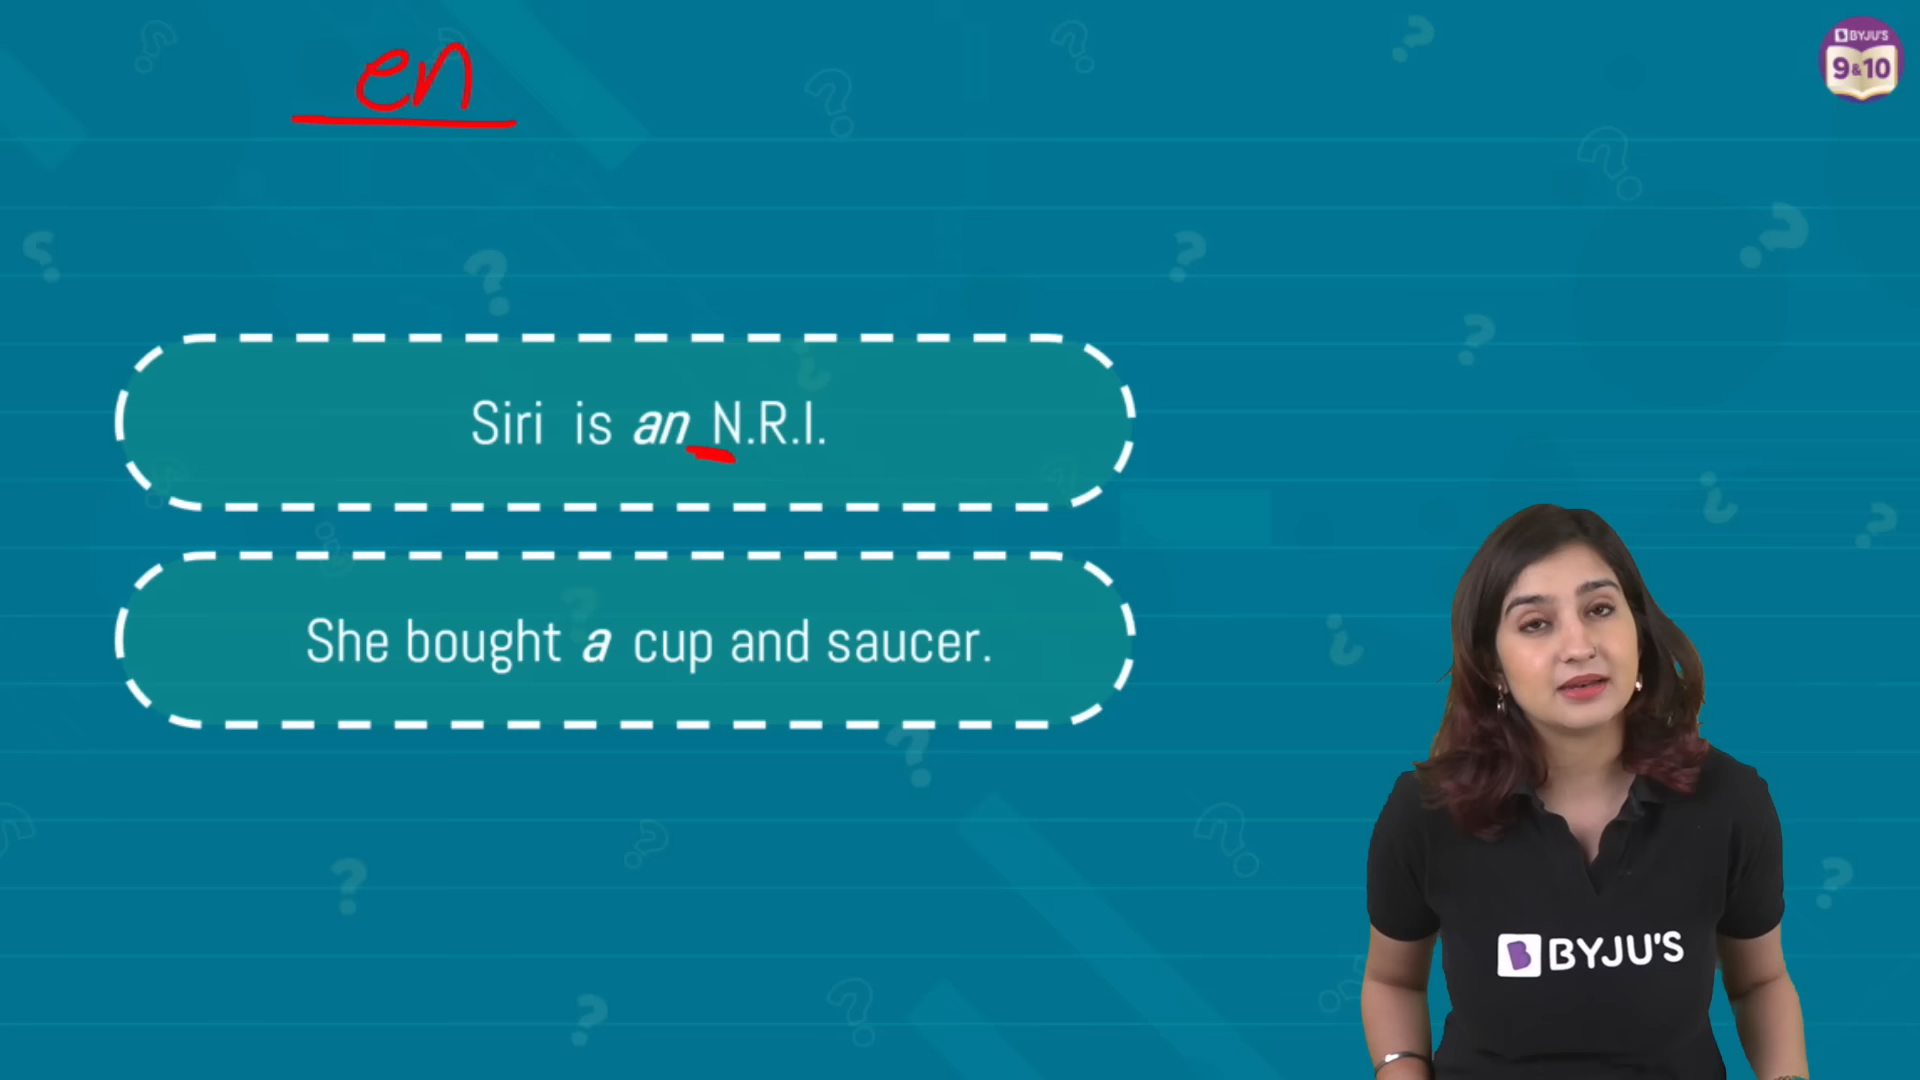 en
BYJU'S
9&10
Siri is an N.R.I.
She bought a cup and saucer.
BYJU'S